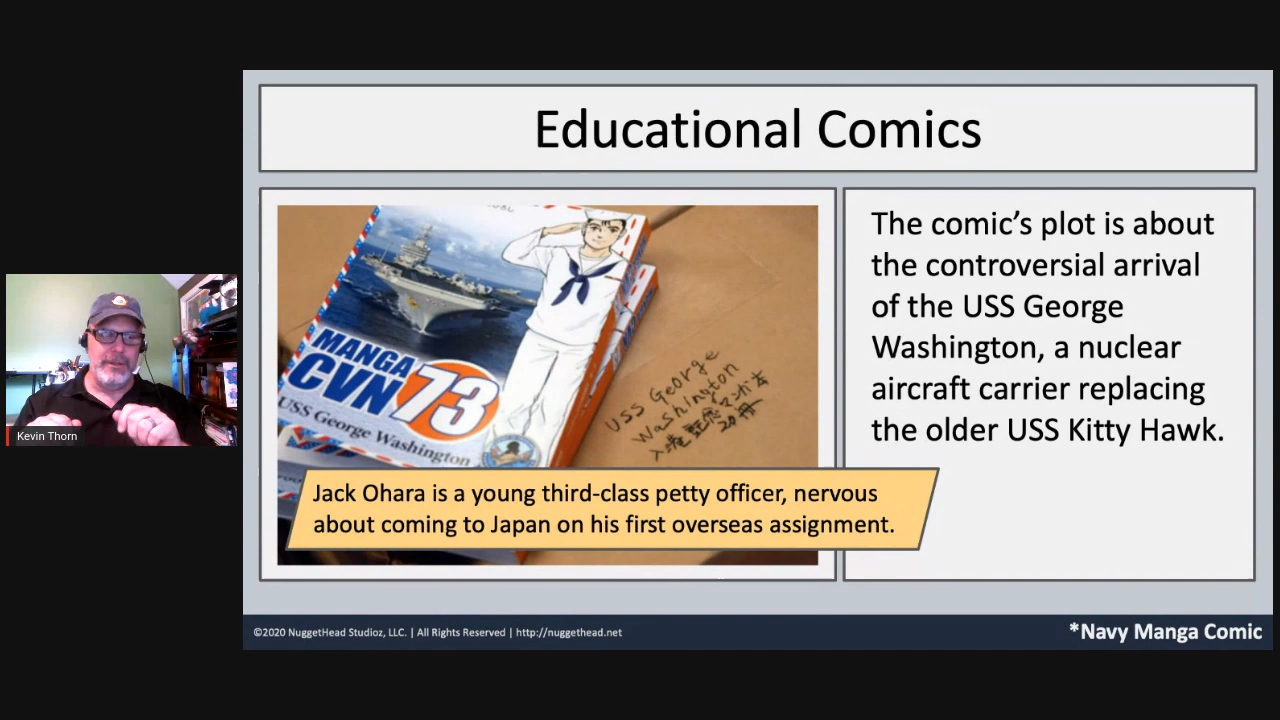 Educational Comics
MANGA
CVN 73
USS George Washington
USS George
Washington
The comic's plot is about
the controversial arrival
of the USS George
Washington, a nuclear
aircraft carrier replacing
the older USS Kitty Hawk.
Jack Ohara is a young third-class petty officer, nervous
about coming to Japan on his first overseas assignment.
Kevin Thorn
©2020 NuggetHead Studioz, LLC. | All Rights Reserved | http://nuggethead.net
*Navy Manga Comic